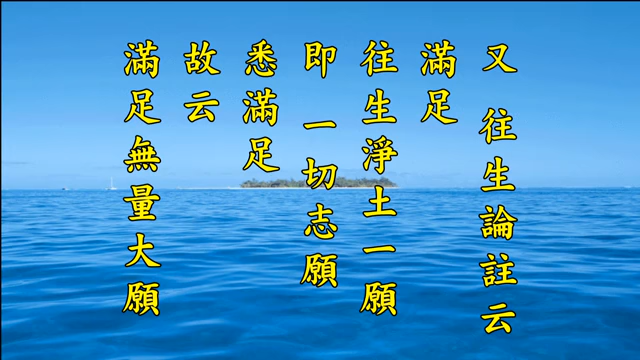 又 往生論註云
滿足
往生淨土一願
即 一切志願
悉滿足
故云
滿足無量大願